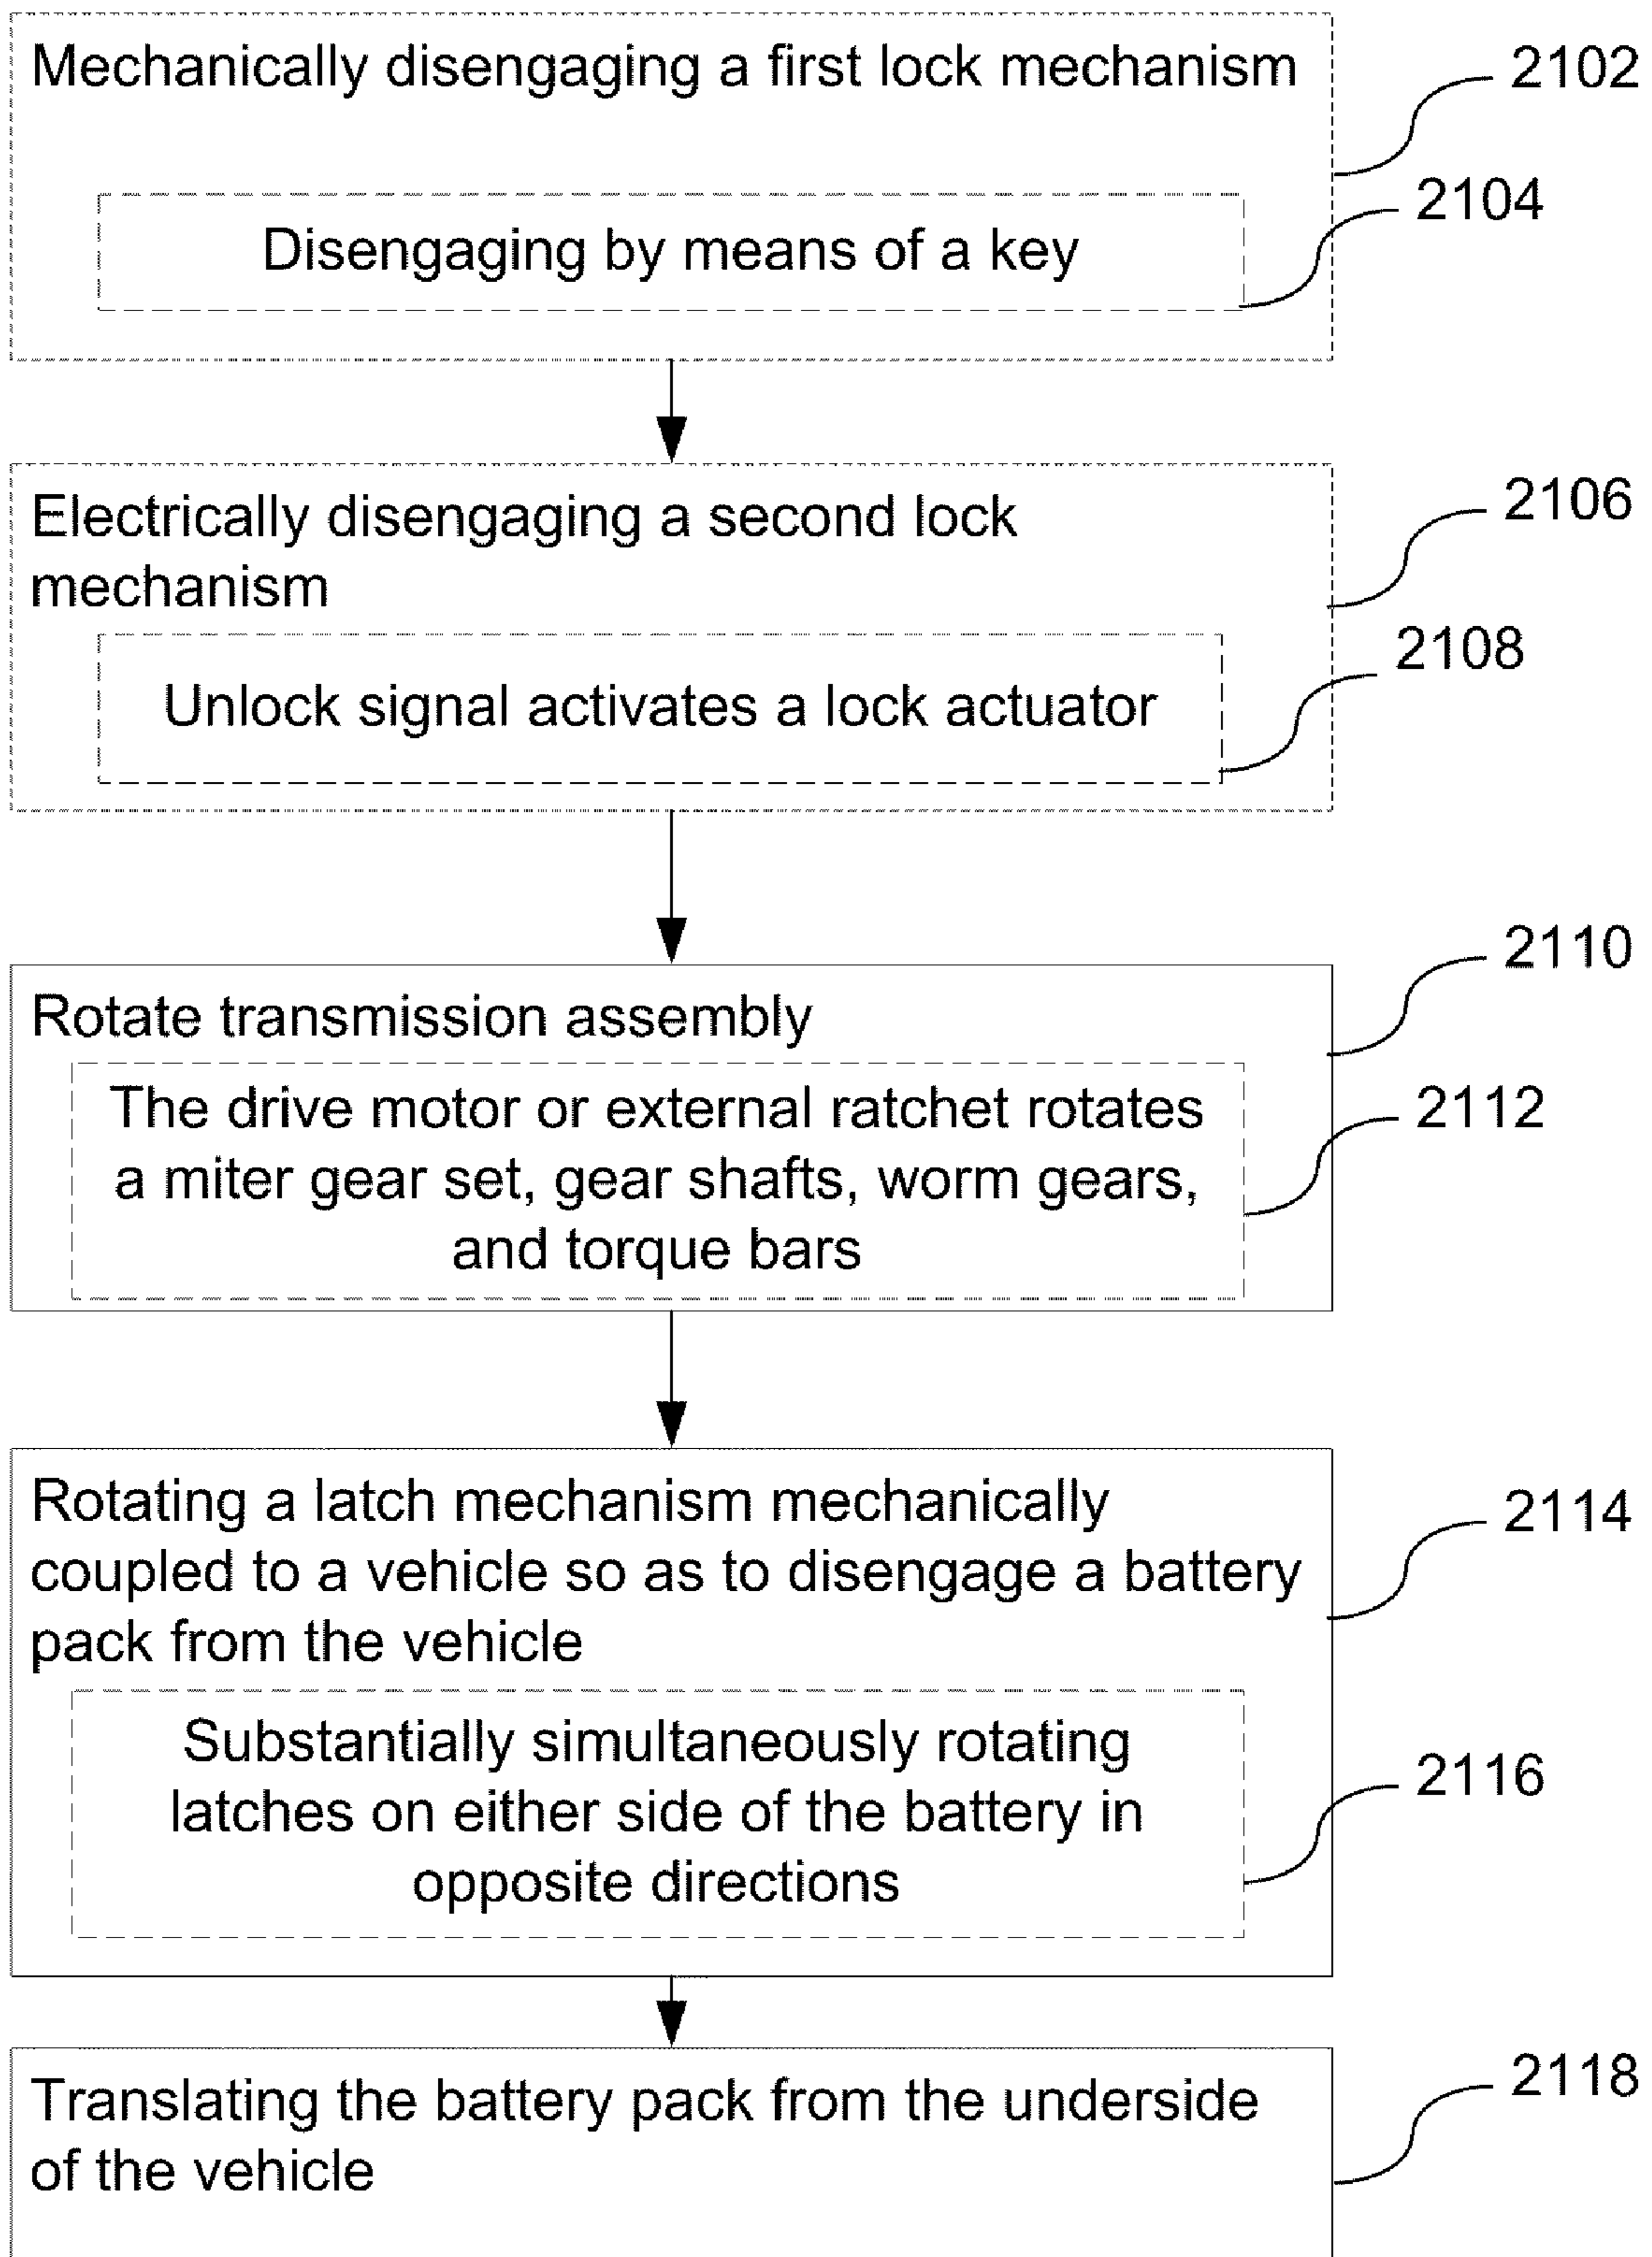 Mechanically disengaging a first lock mechanism
2102
Disengaging by means of a key
2104
Electrically disengaging a second lock
mechanism
2106
Unlock signal activates a lock actuator
2108
Rotate transmission assembly
2110
The drive motor or external ratchet rotates
a miter gear set, gear shafts, worm gears,
and torque bars
2112
Rotating a latch mechanism mechanically
coupled to a vehicle so as to disengage a battery
pack from the vehicle
2114
Substantially simultaneously rotating
latches on either side of the battery in
opposite directions
2116
Translating the battery pack from the underside
of the vehicle
2118